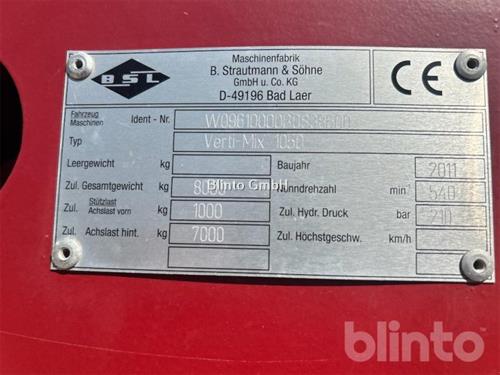 BSL
Maschinenfabrik
B. Strautmann & Söhne
GmbH u. Co. KG
D-49196 Bad Laer
CE
Fahrzeug
Maschinen
Ident - Nr.
Typ Verti-Mix 1050
Leergewicht kg
Baujahr 2011
Zul. Gesamtgewicht kg 8000
Nenndrehzahl min 540
Zul. Stützlast
Achslast vorn kg 1000
Zul. Hydr. Druck bar 210
Zul. Achslast hint. kg 7000
Zul. Höchstgeschw. km/h
Blinto GmbH
blinto